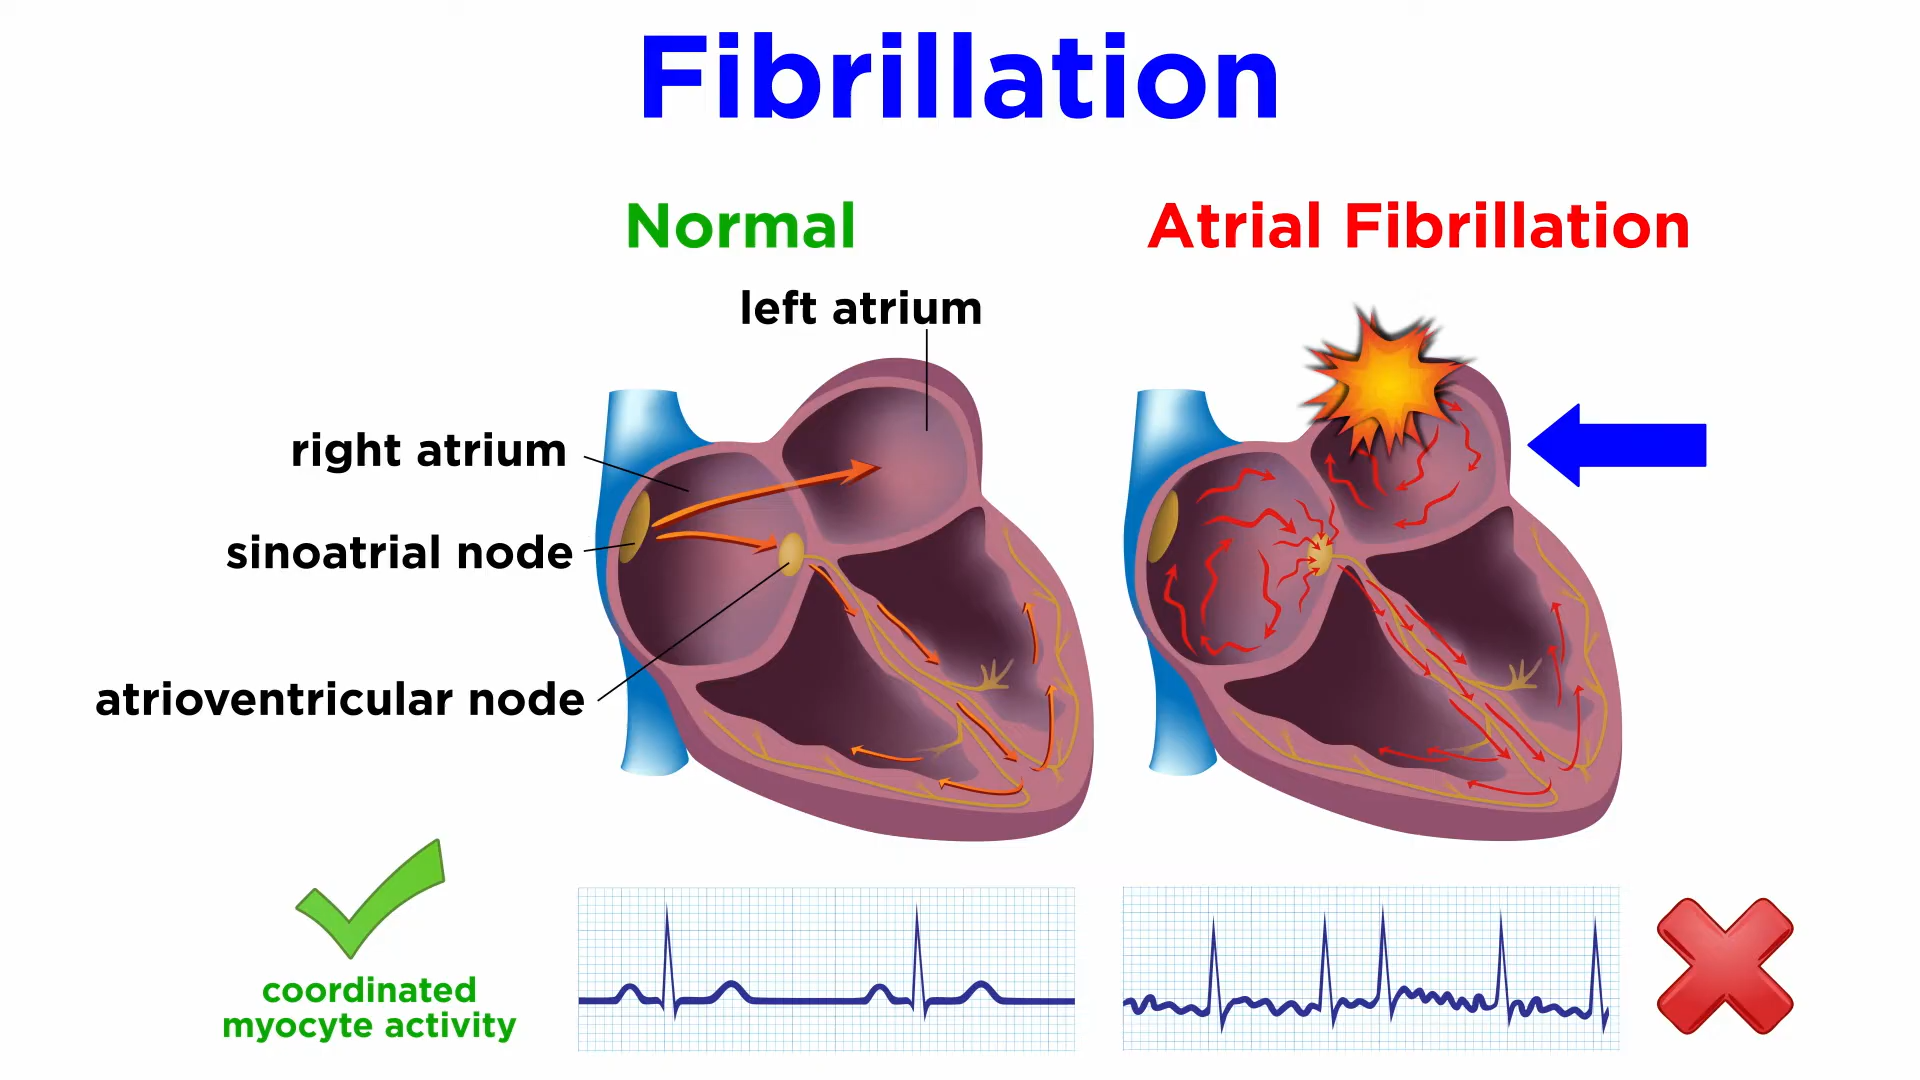 Fibrillation
Normal
Atrial Fibrillation
left atrium
right atrium
sinoatrial node
atrioventricular node
coordinated
myocyte activity